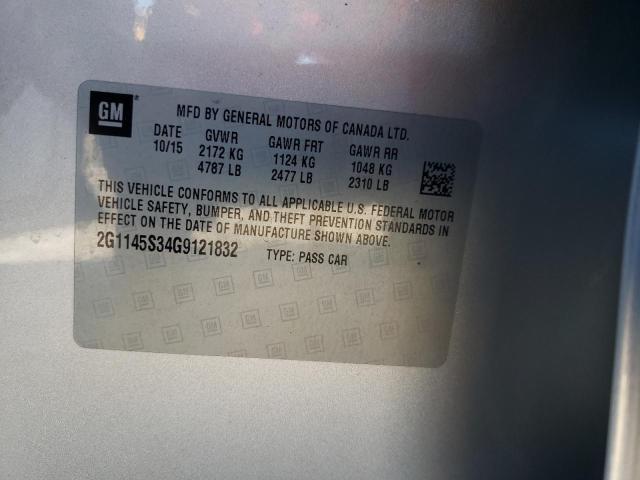 GM
MFD BY GENERAL MOTORS OF CANADA LTD.
DATE GVWR GAWR FRT GAWR RR
10/15 2172 KG 1124 KG 1048 KG
4787 LB 2477 LB 2310 LB
THIS VEHICLE CONFORMS TO ALL APPLICABLE U.S. FEDERAL MOTOR
VEHICLE SAFETY, BUMPER, AND THEFT PREVENTION STANDARDS IN
EFFECT ON THE DATE OF MANUFACTURE SHOWN ABOVE.
2G1145S34G9121832 TYPE: PASS CAR